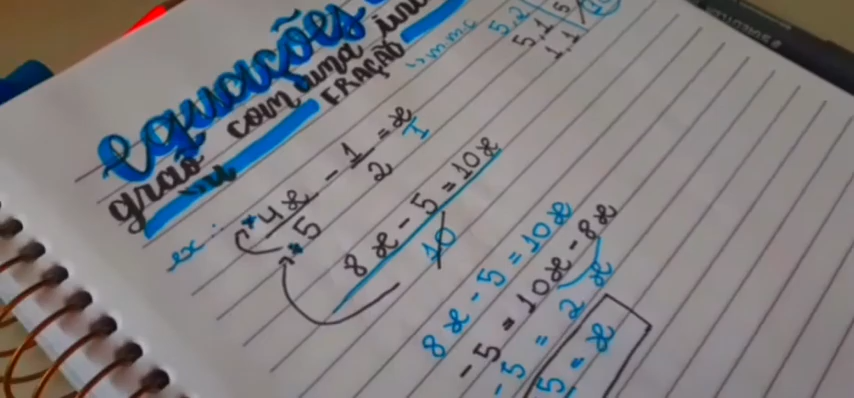 equações
grau com uma
FRAÇÃO
"m.m.c
5,2
5,1 5
1,1
ex:
4x/5 - 1/2 = x/1
8x - 5 = 10x
10
8x - 5 = 10x
-5 = 10x - 8x
-5 = 2x
5 = x